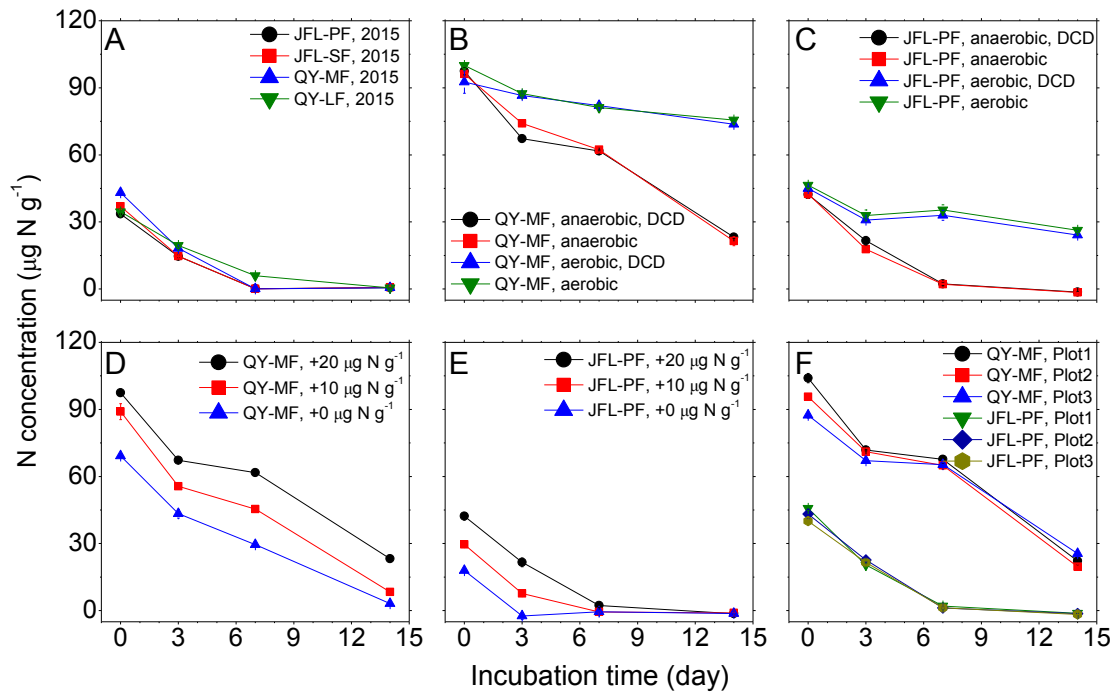 A
JFL-PF, 2015
JFL-SF, 2015
QY-MF, 2015
QY-LF, 2015
B
QY-MF, anaerobic, DCD
QY-MF, anaerobic
QY-MF, aerobic, DCD
QY-MF, aerobic
C
JFL-PF, anaerobic, DCD
JFL-PF, anaerobic
JFL-PF, aerobic, DCD
JFL-PF, aerobic
120
90
60
30
0
N concentration (μg N g⁻¹)
D
QY-MF, +20 μg N g⁻¹
QY-MF, +10 μg N g⁻¹
QY-MF, +0 μg N g⁻¹
E
JFL-PF, +20 μg N g⁻¹
JFL-PF, +10 μg N g⁻¹
JFL-PF, +0 μg N g⁻¹
F
QY-MF, Plot1
QY-MF, Plot2
QY-MF, Plot3
JFL-PF, Plot1
JFL-PF, Plot2
JFL-PF, Plot3
120
90
60
30
0
0 3 6 9 12 15
0 3 6 9 12 15
0 3 6 9 12 15
Incubation time (day)